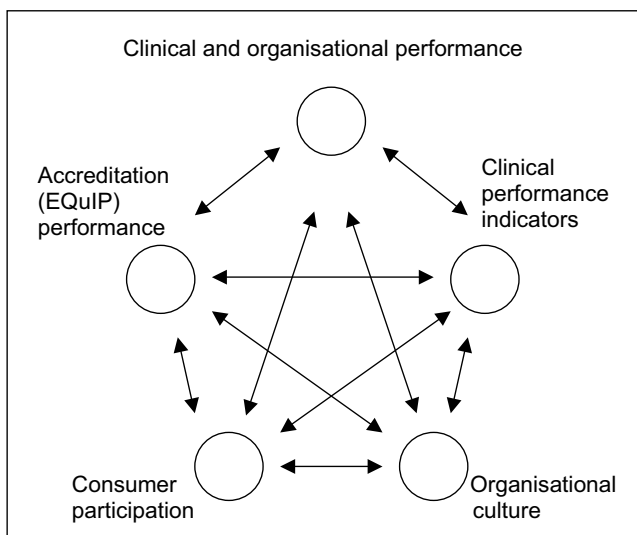 Clinical and organisational performance
Accreditation
(EQuIP)
performance
Clinical
performance
indicators
Consumer
participation
Organisational
culture